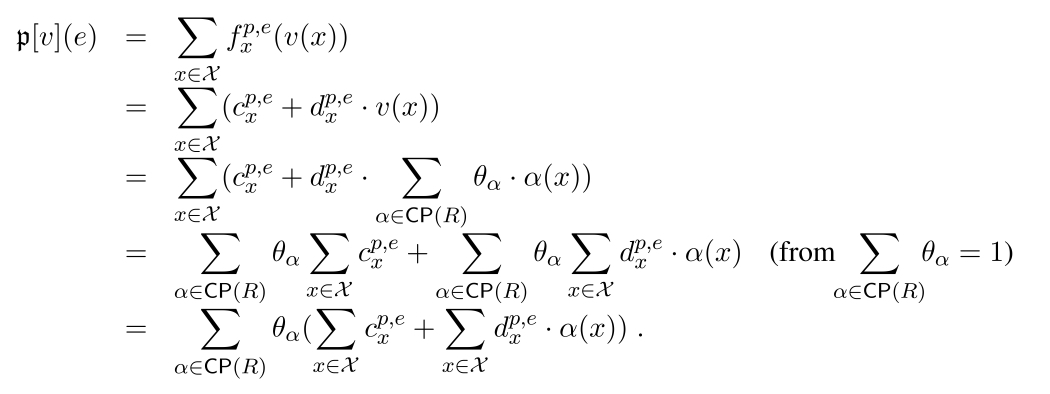 𝔭[v](e) = ∑_{x∈𝒳} f_x^{p,e}(v(x))
= ∑_{x∈𝒳} (c_x^{p,e} + d_x^{p,e} · v(x))
= ∑_{x∈𝒳} (c_x^{p,e} + d_x^{p,e} · ∑_{α∈CP(R)} θ_α · α(x))
= ∑_{α∈CP(R)} θ_α ∑_{x∈𝒳} c_x^{p,e} + ∑_{α∈CP(R)} θ_α ∑_{x∈𝒳} d_x^{p,e} · α(x) (from ∑_{α∈CP(R)} θ_α = 1)
= ∑_{α∈CP(R)} θ_α(∑_{x∈𝒳} c_x^{p,e} + ∑_{x∈𝒳} d_x^{p,e} · α(x)) .